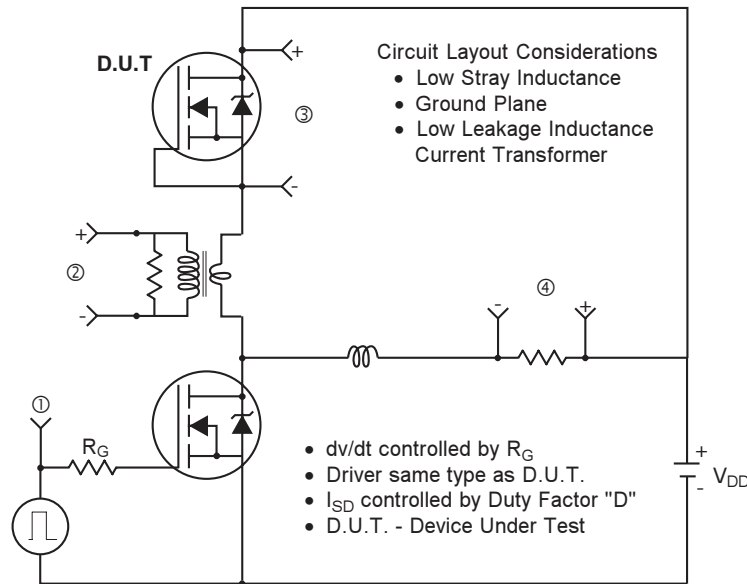 D.U.T
+
③
-
Circuit Layout Considerations
• Low Stray Inductance
• Ground Plane
• Low Leakage Inductance
Current Transformer
+
②
-
-
④
+
①
R_G
+
V_DD
-
• dv/dt controlled by R_G
• Driver same type as D.U.T.
• I_SD controlled by Duty Factor "D"
• D.U.T. - Device Under Test